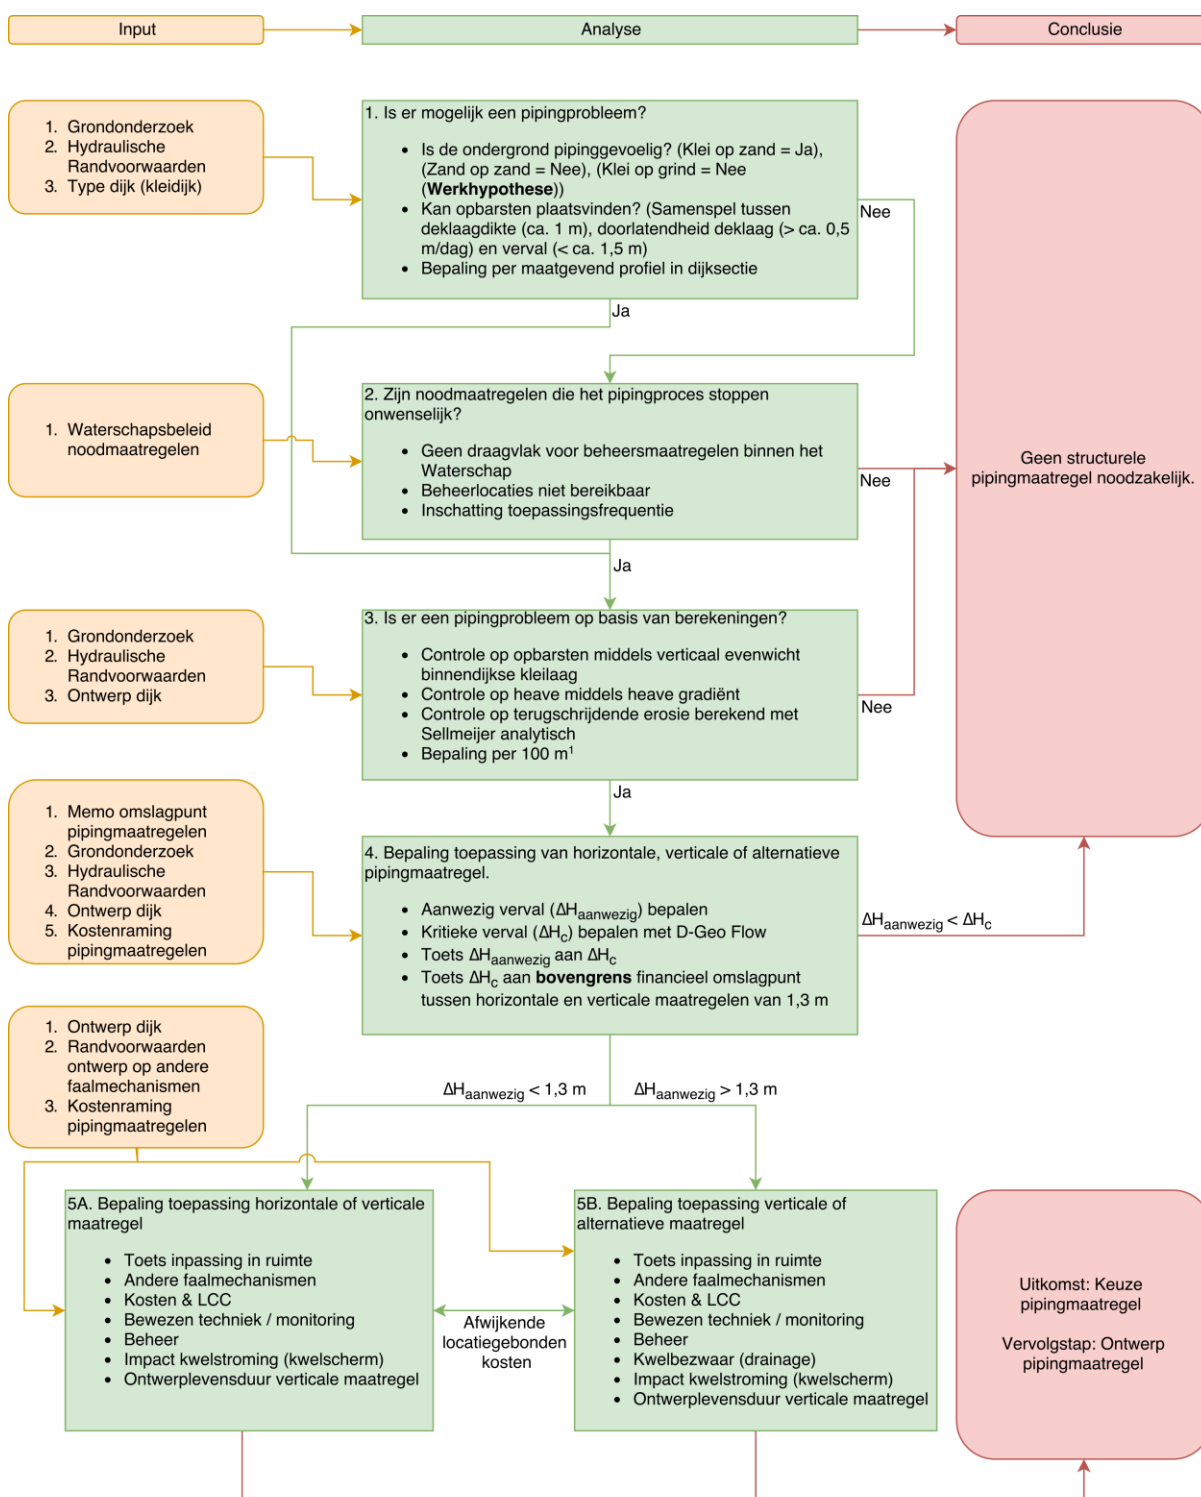 Input
Analyse
Conclusie
1. Grondonderzoek
2. Hydraulische
Randvoorwaarden
3. Type dijk (kleidijk)
1. Is er mogelijk een pipingprobleem?
• Is de ondergrond pipinggevoelig? (Klei op zand = Ja),
(Zand op zand = Nee), (Klei op grind = Nee
(Werkhypothese))
• Kan opbarsten plaatsvinden? (Samenspel tussen
deklaagdikte (ca. 1 m), doorlatendheid deklaag (> ca. 0,5
m/dag) en verval (< ca. 1,5 m)
• Bepaling per maatgevend profiel in dijksectie
Nee
Ja
1. Waterschapsbeleid
noodmaatregelen
2. Zijn noodmaatregelen die het pipingproces stoppen
onwenselijk?
• Geen draagvlak voor beheersmaatregelen binnen het
Waterschap
• Beheerlocaties niet bereikbaar
• Inschatting toepassingsfrequentie
Nee
Ja
Geen structurele
pipingmaatregel noodzakelijk.
1. Grondonderzoek
2. Hydraulische
Randvoorwaarden
3. Ontwerp dijk
3. Is er een pipingprobleem op basis van berekeningen?
• Controle op opbarsten middels verticaal evenwicht
binnendijkse kleilaag
• Controle op heave middels heave gradiënt
• Controle op terugschrijdende erosie berekend met
Sellmeijer analytisch
• Bepaling per 100 m¹
Nee
Ja
1. Memo omslagpunt
pipingmaatregelen
2. Grondonderzoek
3. Hydraulische
Randvoorwaarden
4. Ontwerp dijk
5. Kostenraming
pipingmaatregelen
4. Bepaling toepassing van horizontale, verticale of alternatieve
pipingmaatregel.
• Aanwezig verval (ΔHaanwezig) bepalen
• Kritieke verval (ΔHc) bepalen met D-Geo Flow
• Toets ΔHaanwezig aan ΔHc
• Toets ΔHc aan bovengrens financieel omslagpunt
tussen horizontale en verticale maatregelen van 1,3 m
ΔHaanwezig < ΔHc
1. Ontwerp dijk
2. Randvoorwaarden
ontwerp op andere
faalmechanismen
3. Kostenraming
pipingmaatregelen
ΔHaanwezig < 1,3 m
ΔHaanwezig > 1,3 m
5A. Bepaling toepassing horizontale of verticale
maatregel
• Toets inpassing in ruimte
• Andere faalmechanismen
• Kosten & LCC
• Bewezen techniek / monitoring
• Beheer
• Impact kwelstroming (kwelscherm)
• Ontwerplevensduur verticale maatregel
Afwijkende
locatiegebonden
kosten
5B. Bepaling toepassing verticale of
alternatieve maatregel
• Toets inpassing in ruimte
• Andere faalmechanismen
• Kosten & LCC
• Bewezen techniek / monitoring
• Beheer
• Kwelbezwaar (drainage)
• Impact kwelstroming (kwelscherm)
• Ontwerplevensduur verticale maatregel
Uitkomst: Keuze
pipingmaatregel
Vervolgstap: Ontwerp
pipingmaatregel